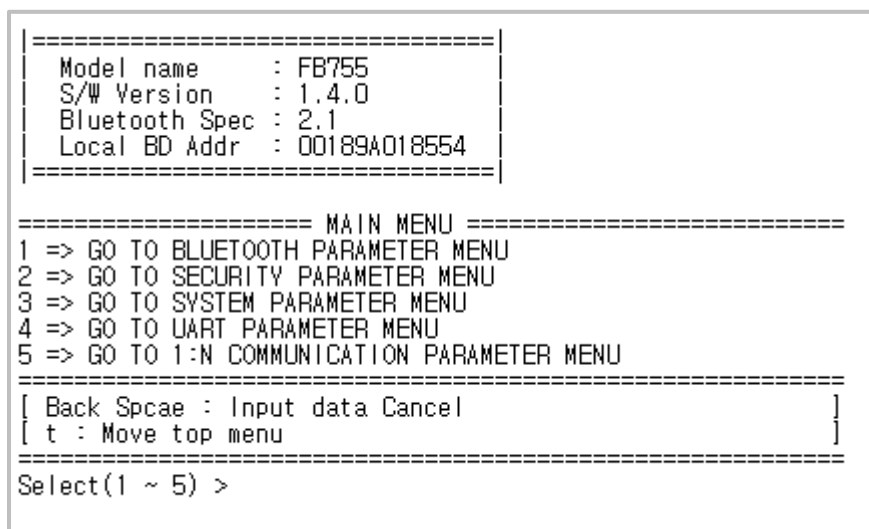 |=================================|
| Model name : FB755 |
| S/₩ Version : 1.4.0 |
| Bluetooth Spec : 2.1 |
| Local BD Addr : 00189A018554 |
|=================================|
===================== MAIN MENU ===========================
1 => GO TO BLUETOOTH PARAMETER MENU
2 => GO TO SECURITY PARAMETER MENU
3 => GO TO SYSTEM PARAMETER MENU
4 => GO TO UART PARAMETER MENU
5 => GO TO 1:N COMMUNICATION PARAMETER MENU
===========================================================
[ Back Spcae : Input data Cancel ]
[ t : Move top menu ]
===========================================================
Select(1 ~ 5) >